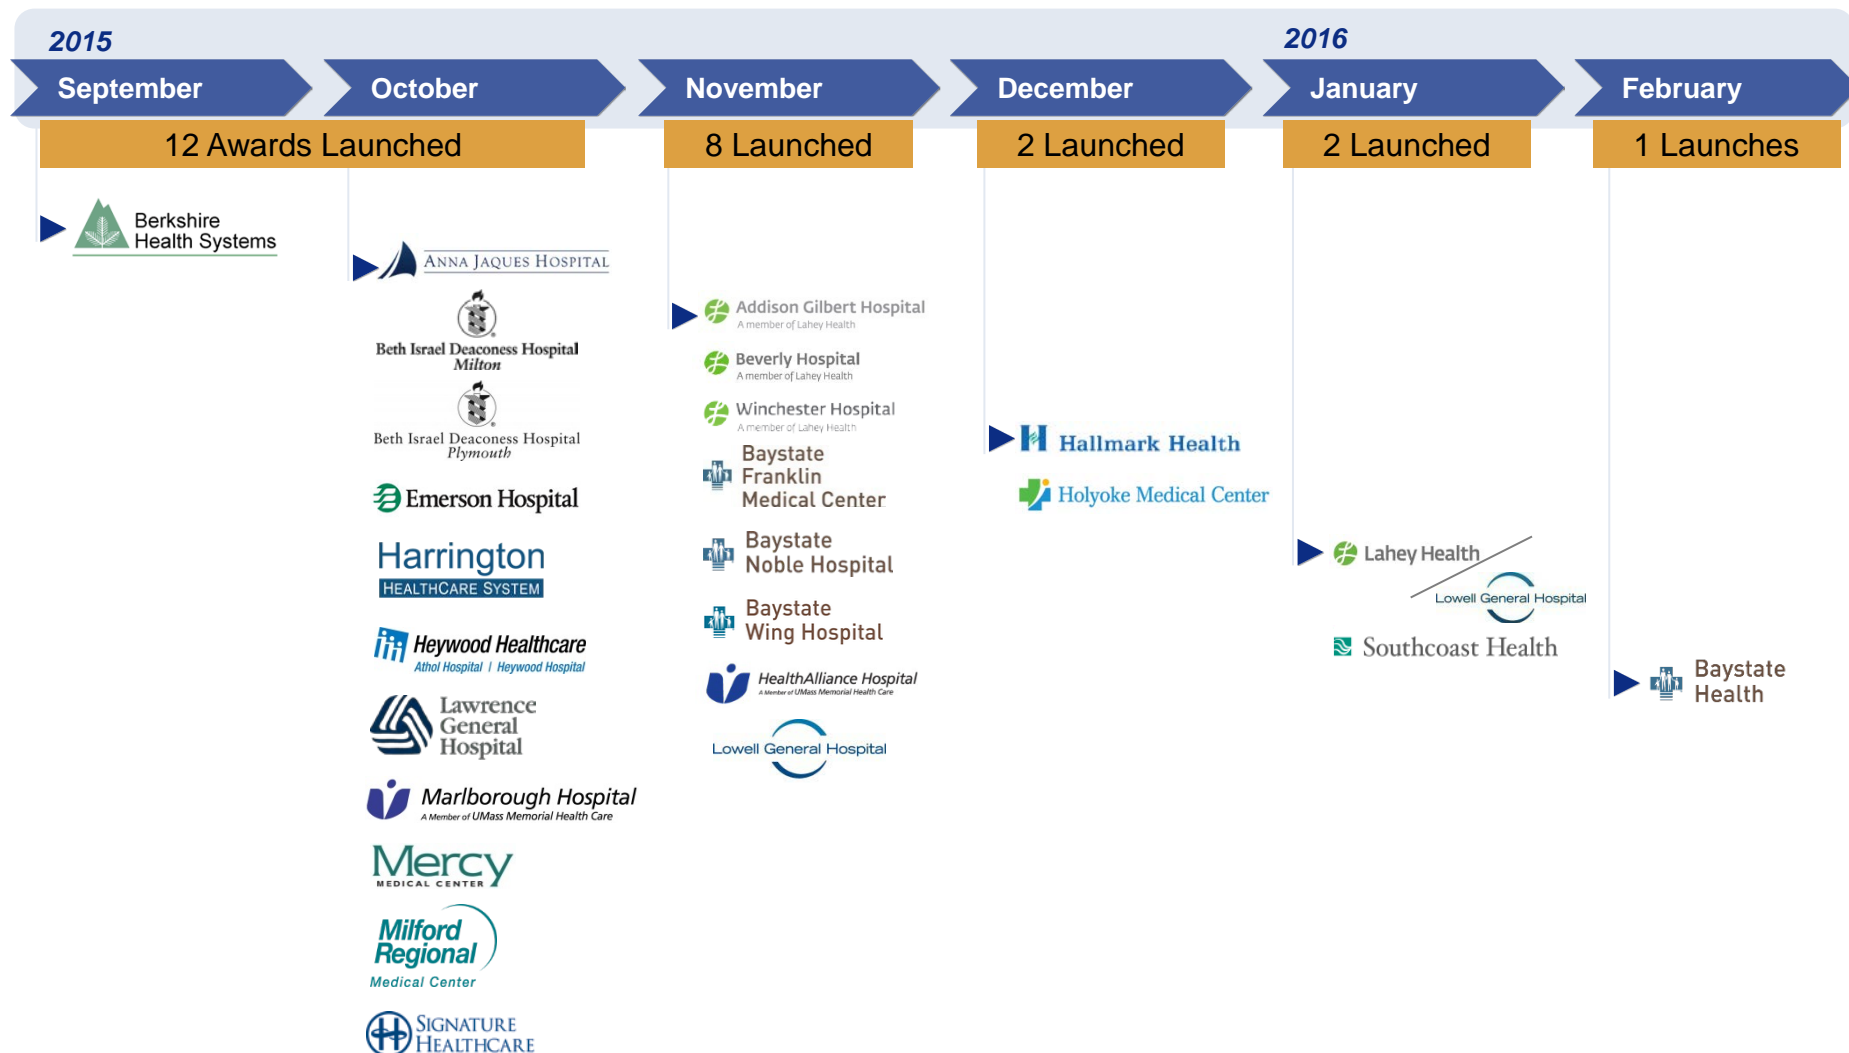 2015
2016
September
October
November
December
January
February
12 Awards Launched
8 Launched
2 Launched
2 Launched
1 Launches
Berkshire
Health Systems
ANNA JAQUES HOSPITAL
Beth Israel Deaconess Hospital
Milton
Beth Israel Deaconess Hospital
Plymouth
Emerson Hospital
Harrington
HEALTHCARE SYSTEM
Heywood Healthcare
Athol Hospital | Heywood Hospital
Lawrence
General
Hospital
Marlborough Hospital
A Member of UMass Memorial Health Care
Mercy
MEDICAL CENTER
Milford
Regional
Medical Center
SIGNATURE
HEALTHCARE
Addison Gilbert Hospital
A member of Lahey Health
Beverly Hospital
A member of Lahey Health
Winchester Hospital
A member of Lahey Health
Baystate
Franklin
Medical Center
Baystate
Noble Hospital
Baystate
Wing Hospital
HealthAlliance Hospital
A Member of UMass Memorial Health Care
Lowell General Hospital
Hallmark Health
Holyoke Medical Center
Lahey Health
Lowell General Hospital
Southcoast Health
Baystate
Health